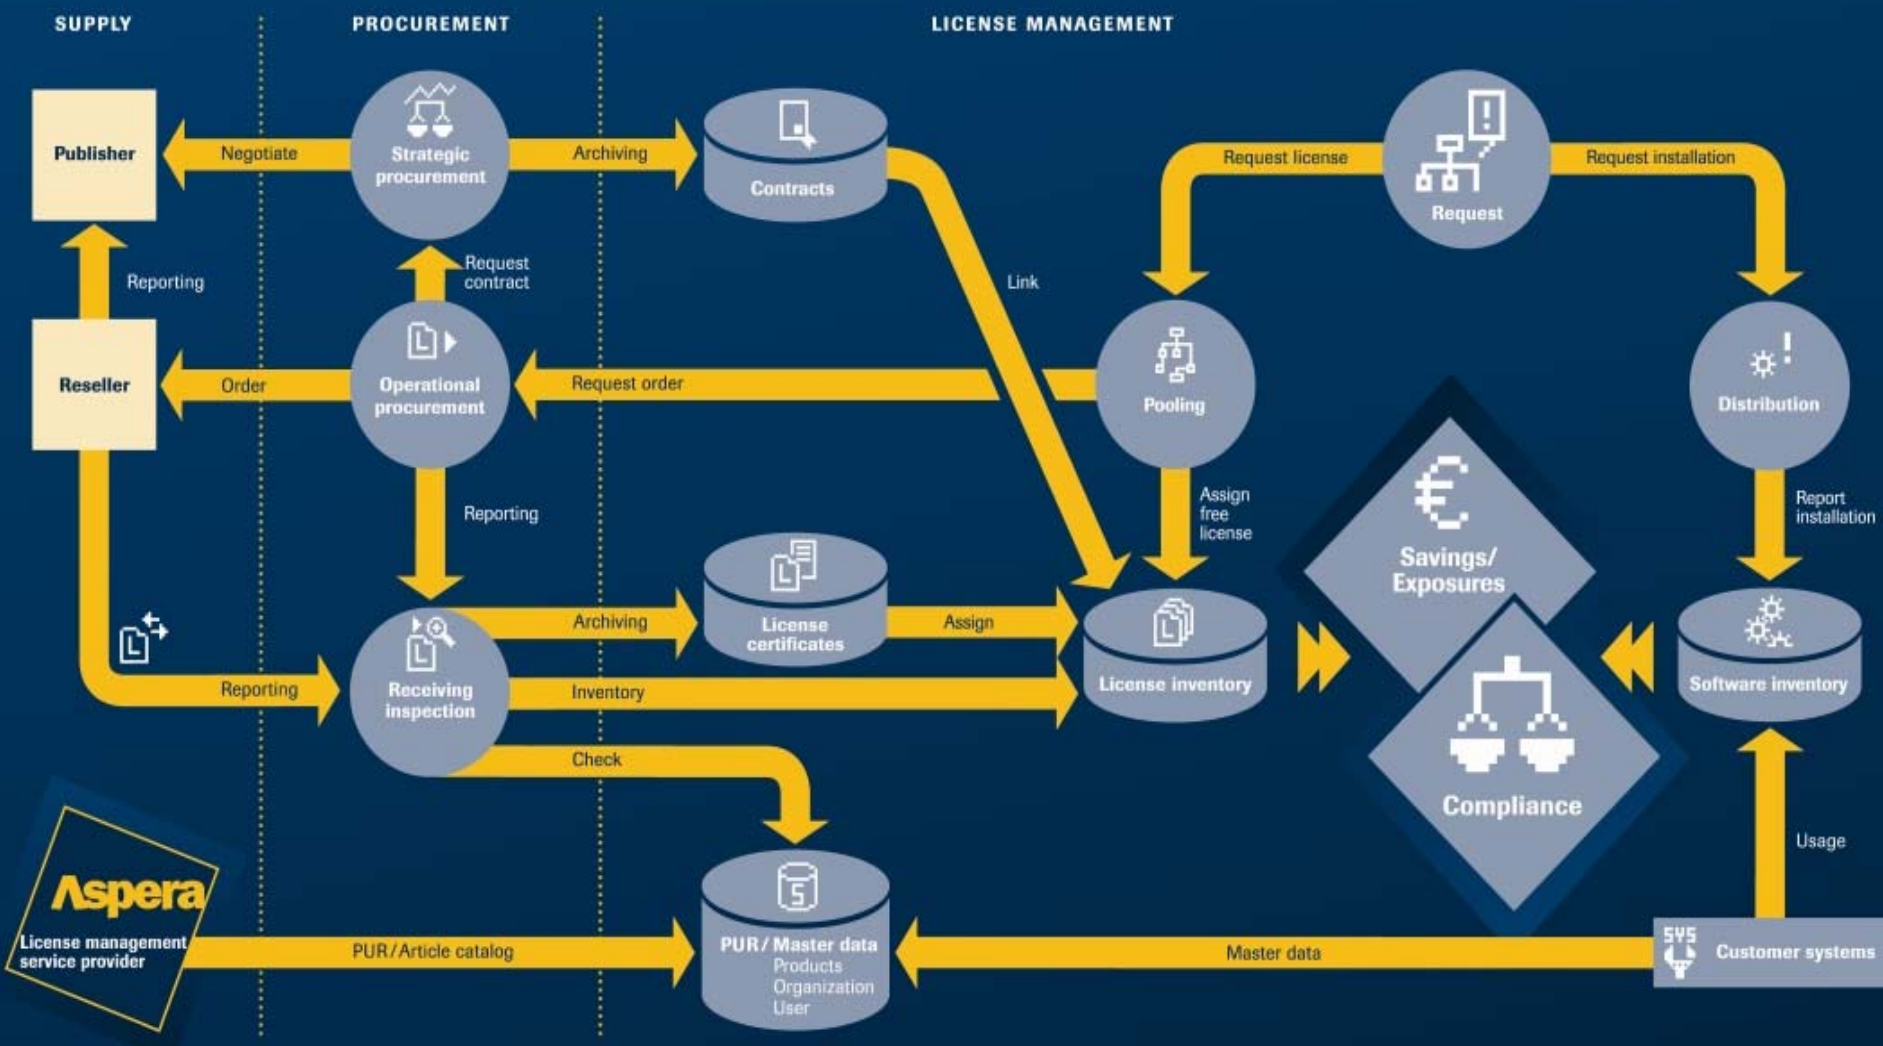 SUPPLY
PROCUREMENT
LICENSE MANAGEMENT
Publisher
Negotiate
Strategic
procurement
Archiving
Contracts
Request license
Request
Request installation
Reporting
Request
contract
Link
Reseller
Order
Operational
procurement
Request order
Pooling
Distribution
Reporting
Assign
free
license
€
Savings/
Exposures
Report
installation
Archiving
License
certificates
Assign
License inventory
Software inventory
Reporting
Receiving
inspection
Inventory
Check
Compliance
Usage
Aspera
License management
service provider
PUR/Article catalog
S
PUR/Master data
Products
Organization
User
Master data
SYS
Customer systems
L
L
L
L
L
!
!